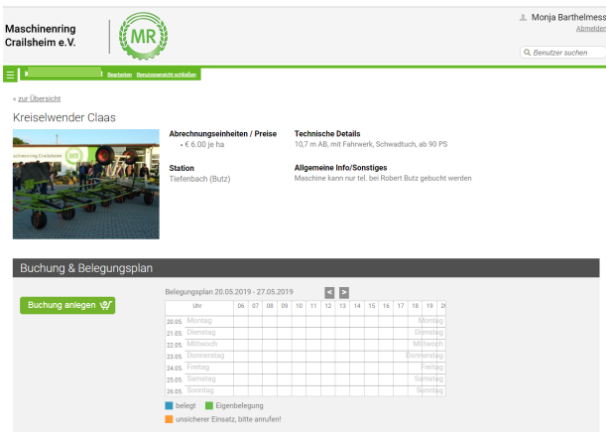 Maschinenring
Crailsheim e.V.
MR
Monja Barthelmess
Abmelden
Benutzer suchen
Bearbeiten Benutzeransicht schließen
« zur Übersicht
Kreiselwender Claas
Abrechnungseinheiten / Preise
• € 6.00 je ha
Technische Details
10,7 m AB, mit Fahrwerk, Schwadtuch, ab 90 PS
Station
Tiefenbach (Butz)
Allgemeine Info/Sonstiges
Maschine kann nur tel. bei Robert Butz gebucht werden
Buchung & Belegungsplan
Buchung anlegen
Belegungsplan 20.05.2019 - 27.05.2019 < >
Uhr 06 07 08 09 10 11 12 13 14 15 16 17 18 19 2
20.05. Montag Montag
21.05. Dienstag Dienstag
22.05. Mittwoch Mittwoch
23.05. Donnerstag Donnerstag
24.05. Freitag Freitag
25.05. Samstag Samstag
26.05. Sonntag Sonntag
belegt Eigenbelegung
unsicherer Einsatz, bitte anrufen!